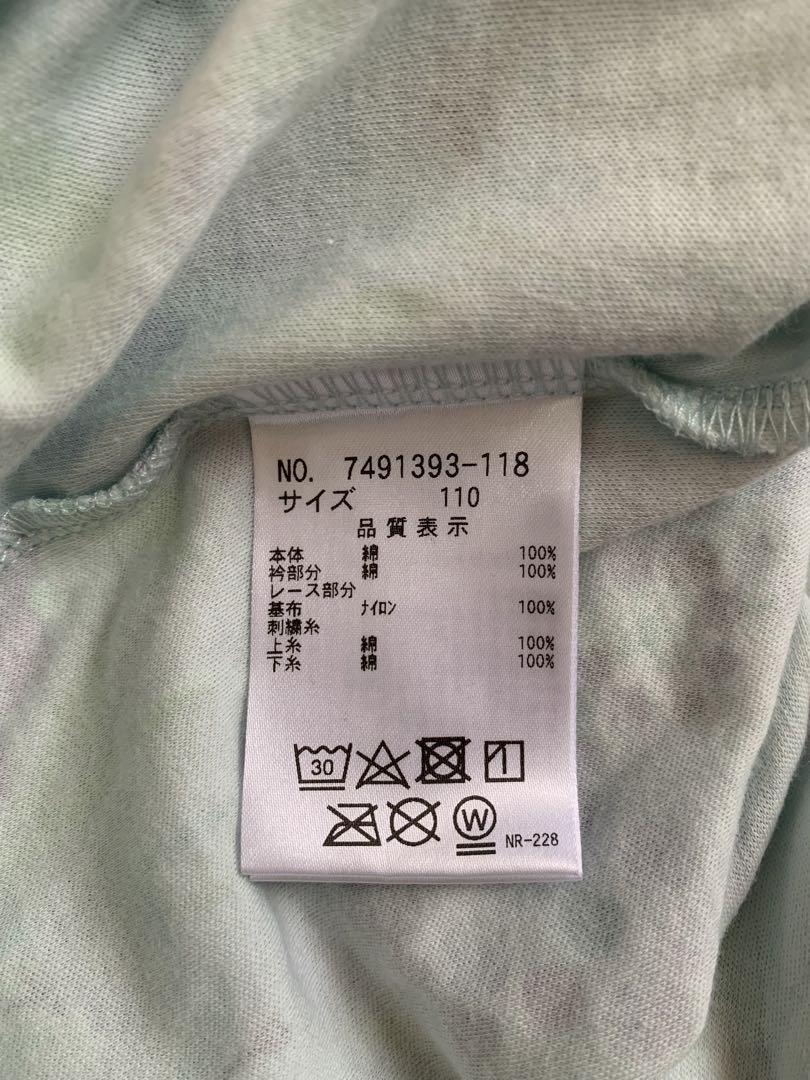 NO. 7491393-118
サイズ 110
品質表示
本体 綿 100%
衿部分 綿 100%
レース部分
基布 ナイロン 100%
刺繍糸
上糸 綿 100%
下糸 綿 100%
30
W NR-228